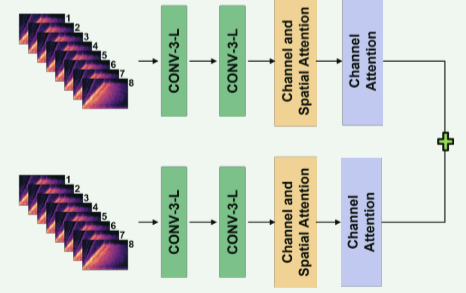 1
2
3
4
5
6
7
8
CONV-3-L
CONV-3-L
Channel and
Spatial Attention
Channel
Attention
1
2
3
4
5
6
7
8
CONV-3-L
CONV-3-L
Channel and
Spatial Attention
Channel
Attention